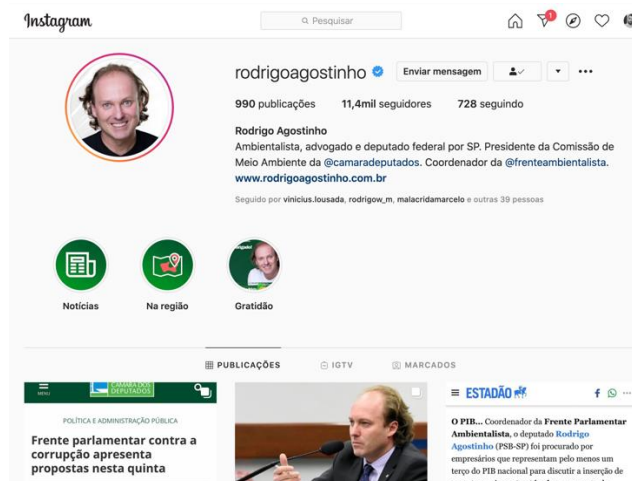 Instagram
Pesquisar
1
rodrigoagostinho
Enviar mensagem
990 publicações 11,4mil seguidores 728 seguindo
Rodrigo Agostinho
Ambientalista, advogado e deputado federal por SP. Presidente da Comissão de
Meio Ambiente da @camaradeputados. Coordenador da @frenteambientalista.
www.rodrigoagostinho.com.br
Seguido por vinicius.lousada, rodrigow_m, malacridamarcelo e outras 39 pessoas
Notícias Na região Gratidão
PUBLICAÇÕES IGTV MARCADOS
MENU
CÂMARA DOS
DEPUTADOS
POLÍTICA E ADMINISTRAÇÃO PÚBLICA
Frente parlamentar contra a
corrupção apresenta
propostas nesta quinta
ESTADÃO
O PIB... Coordenador da Frente Parlamentar
Ambientalista, o deputado Rodrigo
Agostinho (PSB-SP) foi procurado por
empresários que representam pelo menos um
terço do PIB nacional para discutir a inserção de